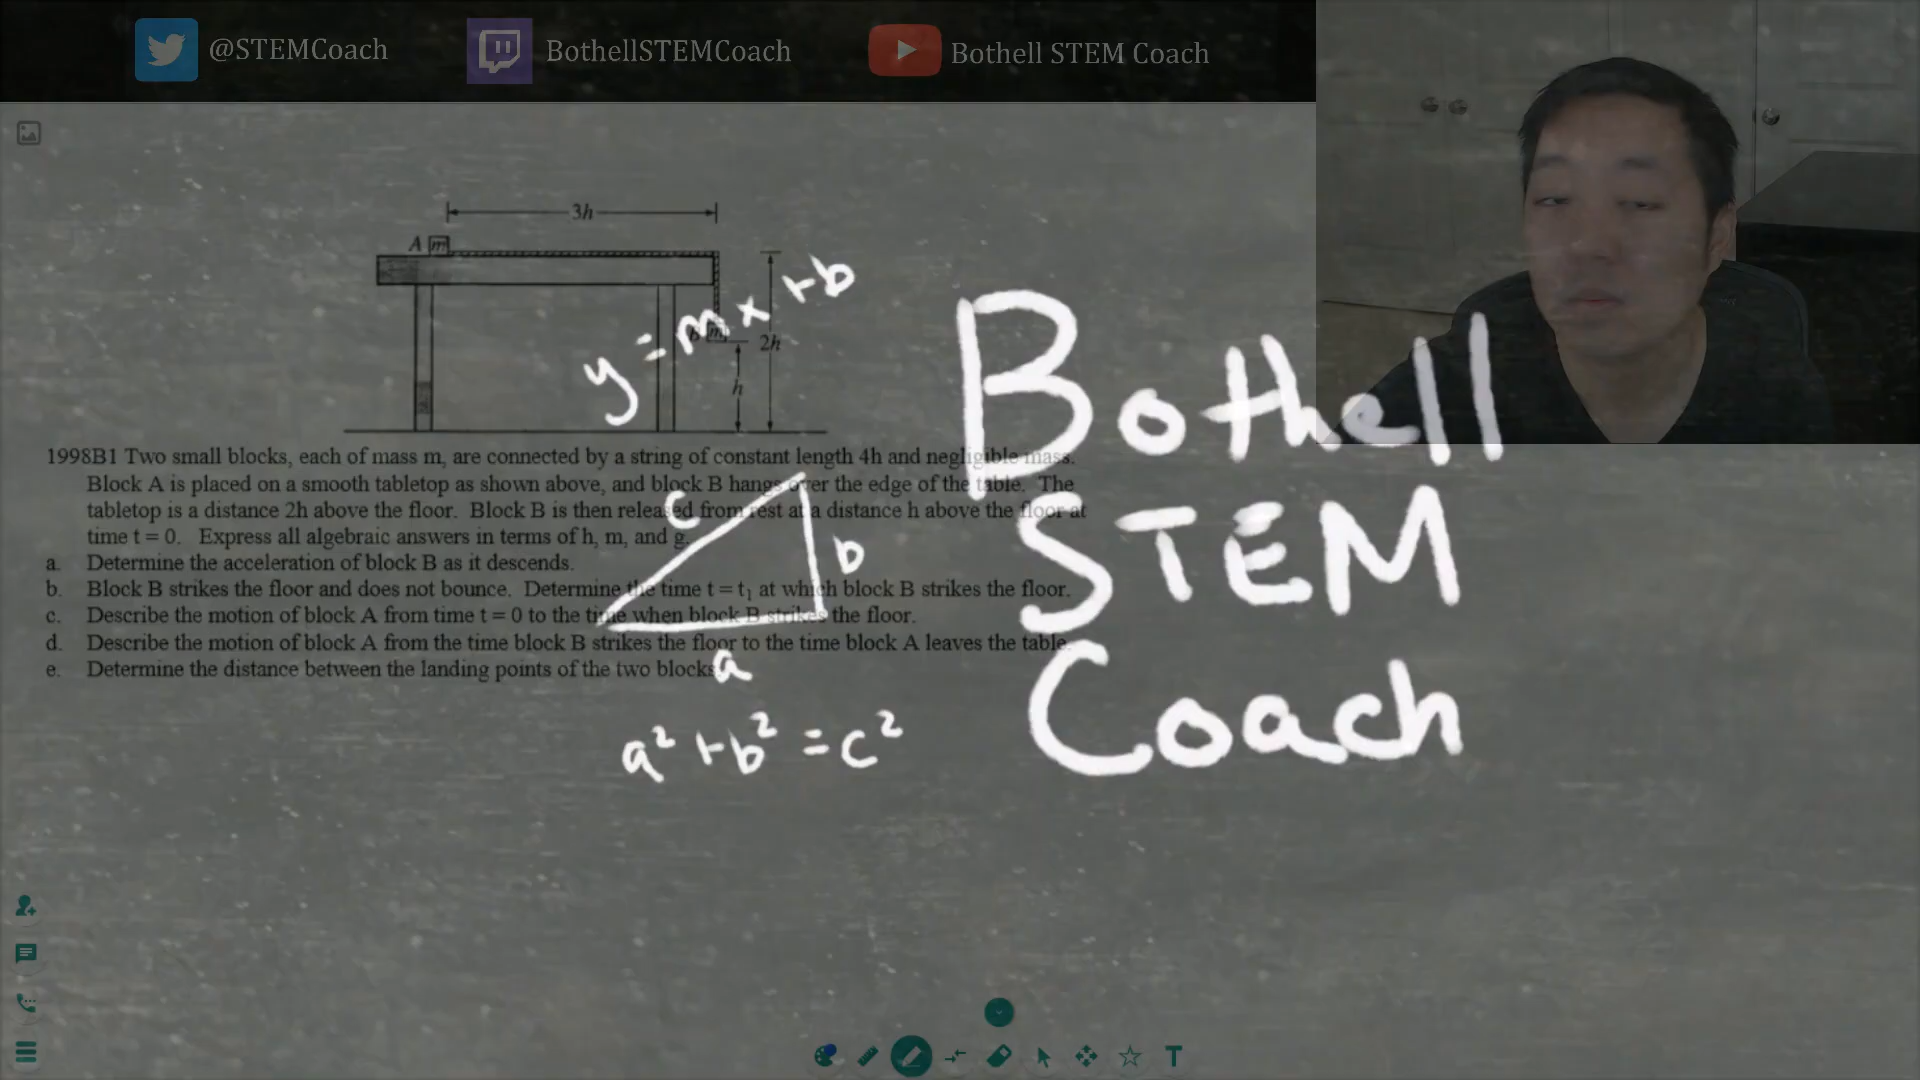 @STEMCoach BothellSTEMCoach Bothell STEM Coach
3h
A m
y = mx + b
2h
h
Bothell
STEM
Coach
1998B1 Two small blocks, each of mass m, are connected by a string of constant length 4h and negligible mass.
Block A is placed on a smooth tabletop as shown above, and block B hangs over the edge of the table. The
tabletop is a distance 2h above the floor. Block B is then released from rest at a distance h above the floor at
time t = 0. Express all algebraic answers in terms of h, m, and g.
a. Determine the acceleration of block B as it descends.
b. Block B strikes the floor and does not bounce. Determine the time t = t₁ at which block B strikes the floor.
c. Describe the motion of block A from time t = 0 to the time when block B strikes the floor.
d. Describe the motion of block A from the time block B strikes the floor to the time block A leaves the table.
e. Determine the distance between the landing points of the two blocks
c
b
a
a² + b² = c²
T